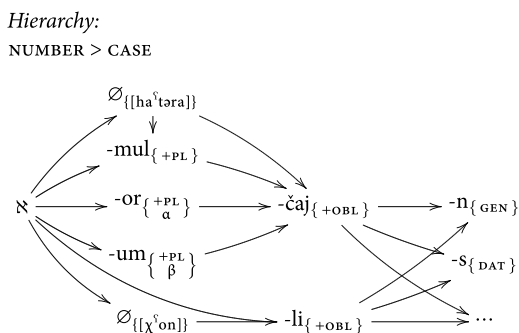 Hierarchy:
NUMBER > CASE
∅{[haˤtəra]}
-mul{ +PL }
ℵ -or{ +PL α } -čaj{ +OBL } -n{ GEN }
-um{ +PL β } -s{ DAT }
∅{[χˤon]} -li{ +OBL } ...